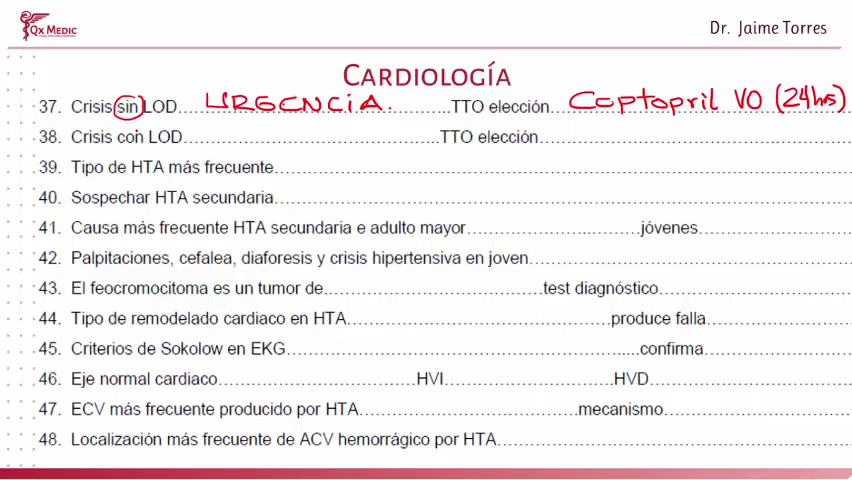 Qx MEDIC
Dr. Jaime Torres
CARDIOLOGÍA
37. Crisis sin LOD.... URGENCIA. ....TTO elección.... Captopril VO (24hrs)
38. Crisis con LOD....TTO elección....
39. Tipo de HTA más frecuente....
40. Sospechar HTA secundaria....
41. Causa más frecuente HTA secundaria e adulto mayor....jóvenes....
42. Palpitaciones, cefalea, diaforesis y crisis hipertensiva en joven....
43. El feocromocitoma es un tumor de....test diagnóstico....
44. Tipo de remodelado cardiaco en HTA....produce falla....
45. Criterios de Sokolow en EKG....confirma....
46. Eje normal cardiaco....HVI....HVD....
47. ECV más frecuente producido por HTA....mecanismo....
48. Localización más frecuente de ACV hemorrágico por HTA....